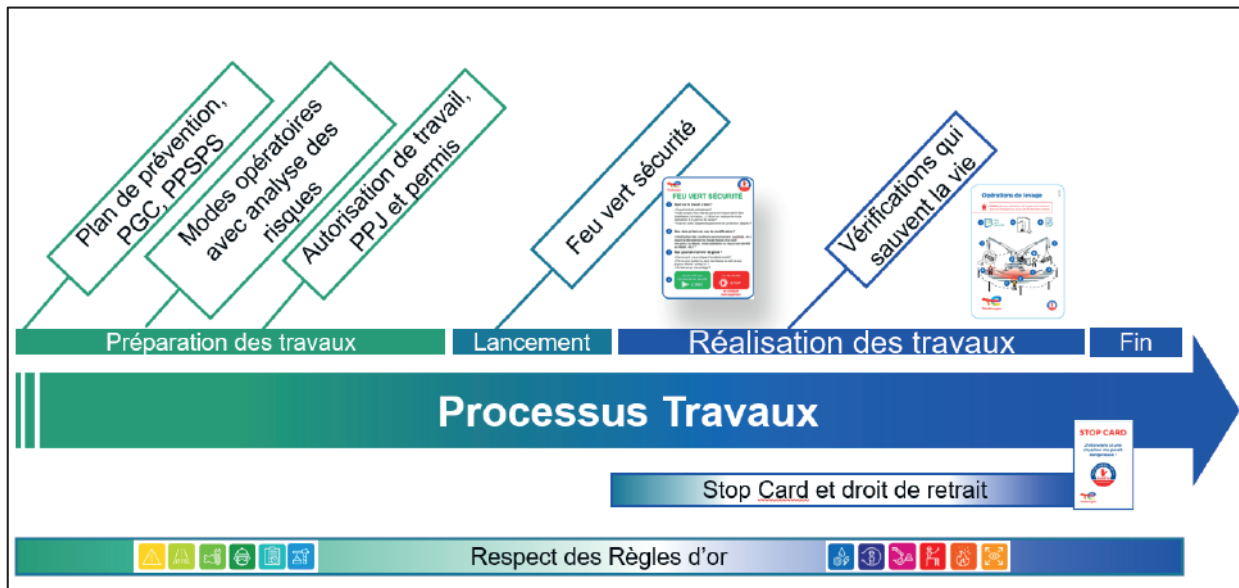 Plan de prévention,
PGC, PPSPS
Modes opératoires
avec analyse des
risques
Autorisation de travail,
PPJ et permis
Feu vert sécurité
Vérifications qui
sauvent la vie
FEU VERT SÉCURITÉ
STOP
Opérations de levage
Préparation des travaux
Lancement
Réalisation des travaux
Fin
Processus Travaux
STOP CARD
Stop Card et droit de retrait
Respect des Règles d'or